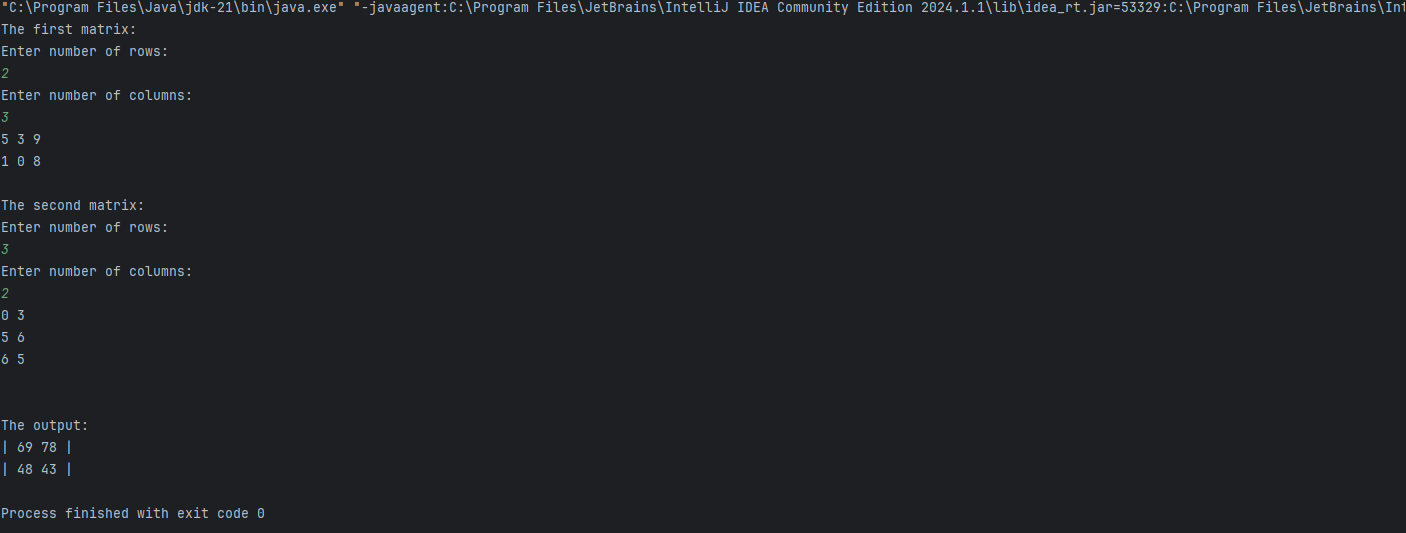 "C:\Program Files\Java\jdk-21\bin\java.exe" "-javaagent:C:\Program Files\JetBrains\IntelliJ IDEA Community Edition 2024.1.1\lib\idea_rt.jar=53329:C:\Program Files\JetBrains\Int
The first matrix:
Enter number of rows:
2
Enter number of columns:
3
5 3 9
1 0 8
The second matrix:
Enter number of rows:
3
Enter number of columns:
2
0 3
5 6
6 5
The output:
| 69 78 |
| 48 43 |
Process finished with exit code 0